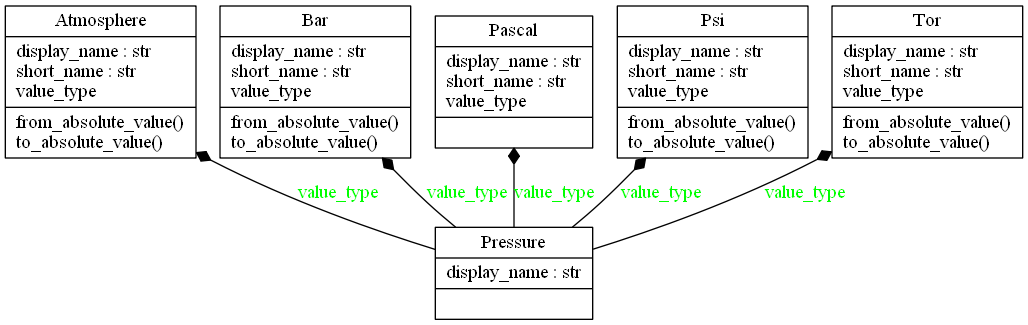 Atmosphere
display_name : str
short_name : str
value_type
from_absolute_value()
to_absolute_value()
Bar
display_name : str
short_name : str
value_type
from_absolute_value()
to_absolute_value()
Pascal
display_name : str
short_name : str
value_type
Psi
display_name : str
short_name : str
value_type
from_absolute_value()
to_absolute_value()
Tor
display_name : str
short_name : str
value_type
from_absolute_value()
to_absolute_value()
value_type
value_type
value_type
value_type
value_type
Pressure
display_name : str